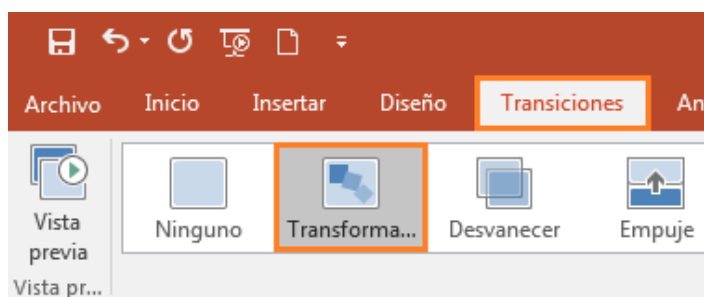 Archivo Inicio Insertar Diseño Transiciones An
Vista previa
Ninguno Transforma... Desvanecer Empuje
Vista pr...